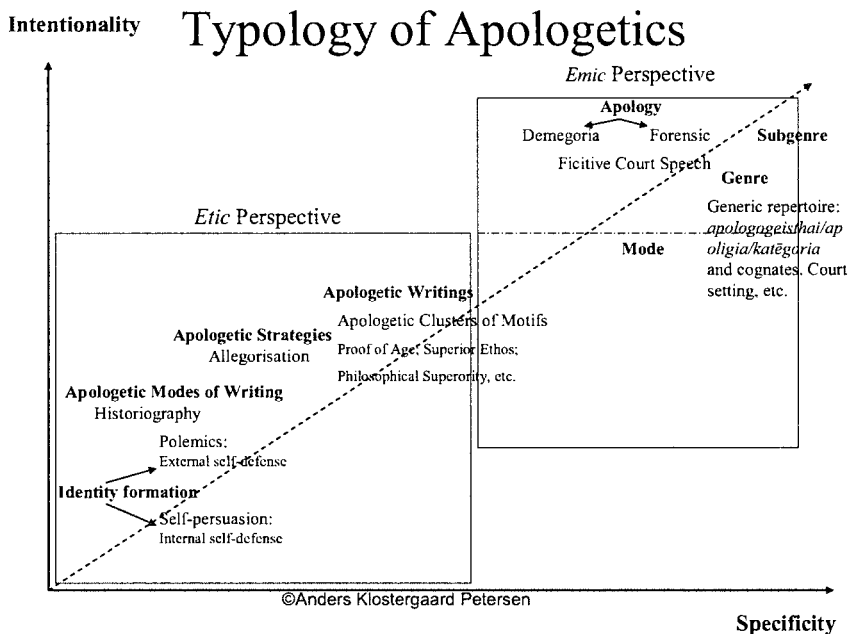 Intentionality
Typology of Apologetics
Emic Perspective
Apology
Demegoria
Forensic
Subgenre
Ficitive Court Speech
Genre
Generic repertoire:
apologogeisthai/ap
oligia/katēgoria
and cognates. Court
setting, etc.
Mode
Etic Perspective
Apologetic Writings
Apologetic Clusters of Motifs
Proof of Age; Superior Ethos;
Philosophical Superority, etc.
Apologetic Strategies
Allegorisation
Apologetic Modes of Writing
Historiography
Polemics:
External self-defense
Identity formation
Self-persuasion:
Internal self-defense
©Anders Klostergaard Petersen
Specificity